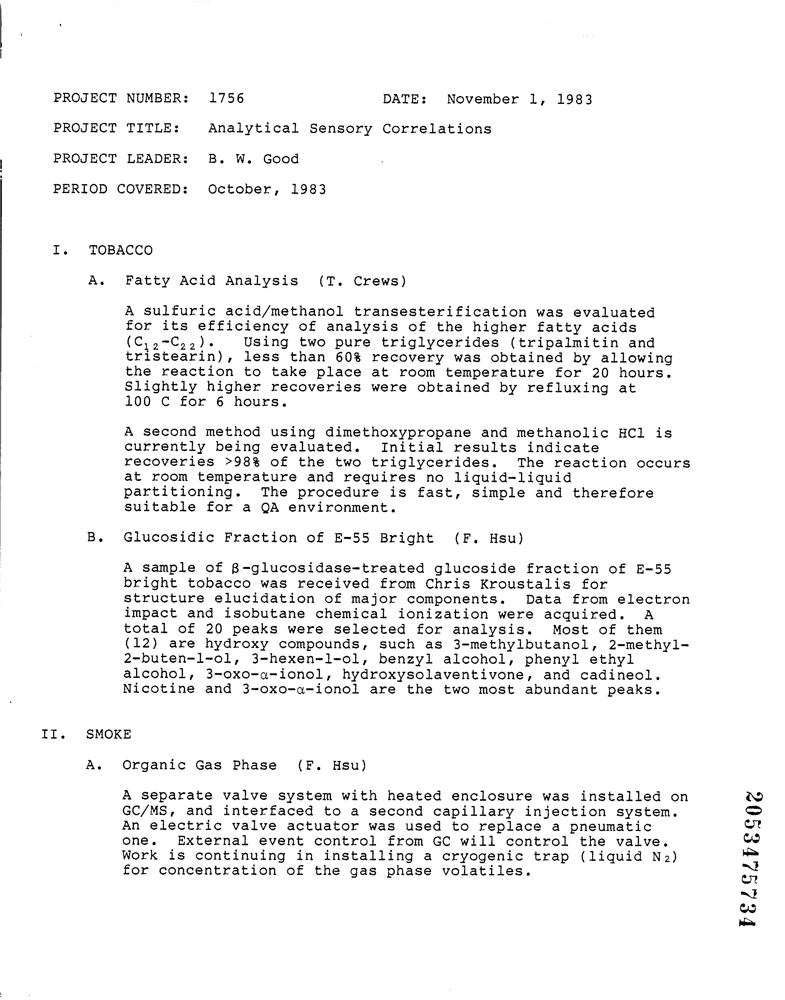 PROJECT NUMBER: 1756 DATE: November 1, 1983
PROJECT TITLE: Analytical Sensory Correlations
PROJECT LEADER: B. W. Good
PERIOD COVERED: October, 1983
I. TOBACCO
A. Fatty Acid Analysis (T. Crews)
A sulfuric acid/methanol transesterification was evaluated
for its efficiency of analysis of the higher fatty acids
(C₁₂-C₂₂). Using two pure triglycerides (tripalmitin and
tristearin), less than 60% recovery was obtained by allowing
the reaction to take place at room temperature for 20 hours.
Slightly higher recoveries were obtained by refluxing at
100 C for 6 hours.
A second method using dimethoxypropane and methanolic HCl is
currently being evaluated. Initial results indicate
recoveries >98% of the two triglycerides. The reaction occurs
at room temperature and requires no liquid-liquid
partitioning. The procedure is fast, simple and therefore
suitable for a QA environment.
B. Glucosidic Fraction of E-55 Bright (F. Hsu)
A sample of β-glucosidase-treated glucoside fraction of E-55
bright tobacco was received from Chris Kroustalis for
structure elucidation of major components. Data from electron
impact and isobutane chemical ionization were acquired. A
total of 20 peaks were selected for analysis. Most of them
(12) are hydroxy compounds, such as 3-methylbutanol, 2-methyl-
2-buten-1-ol, 3-hexen-1-ol, benzyl alcohol, phenyl ethyl
alcohol, 3-oxo-α-ionol, hydroxysolaventivone, and cadineol.
Nicotine and 3-oxo-α-ionol are the two most abundant peaks.
II. SMOKE
A. Organic Gas Phase (F. Hsu)
A separate valve system with heated enclosure was installed on
GC/MS, and interfaced to a second capillary injection system.
An electric valve actuator was used to replace a pneumatic
one. External event control from GC will control the valve.
Work is continuing in installing a cryogenic trap (liquid N₂)
for concentration of the gas phase volatiles.
2053475734